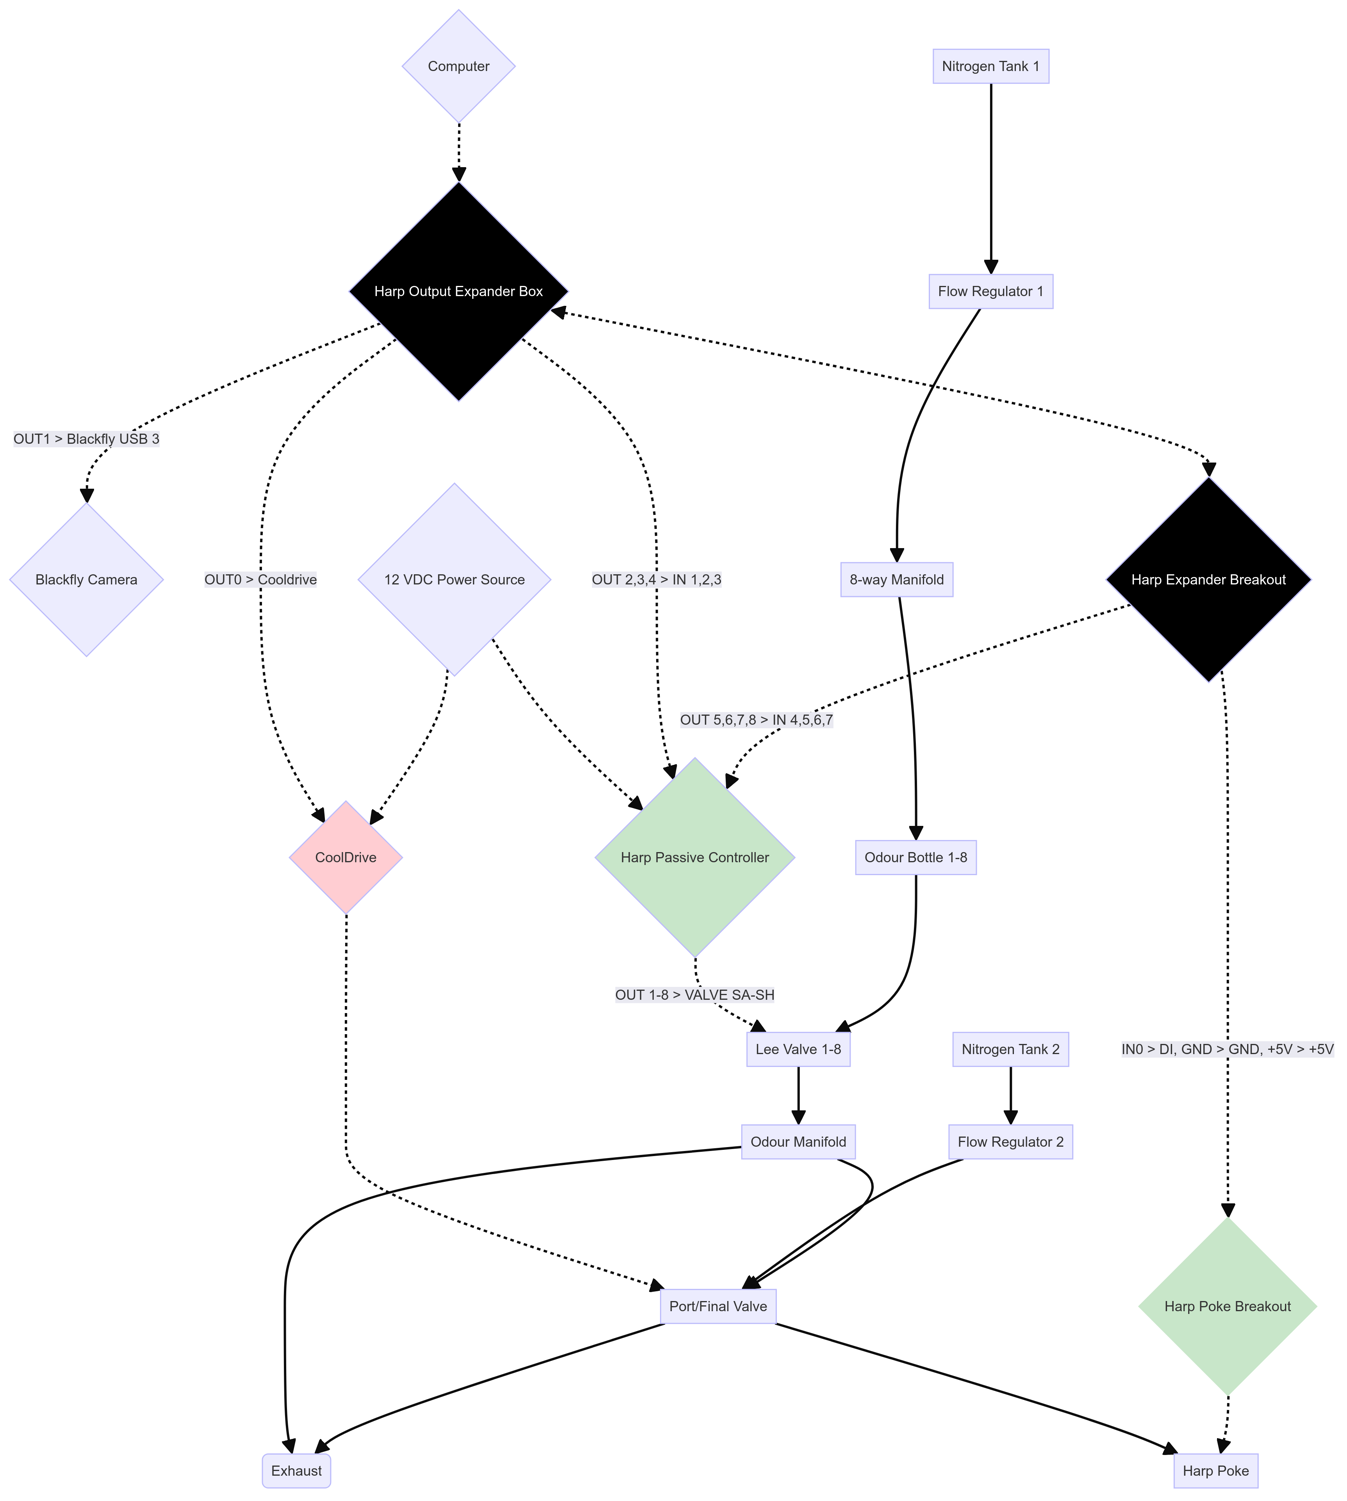 Computer
Nitrogen Tank 1
Harp Output Expander Box
Flow Regulator 1
OUT1 > Blackfly USB 3
Blackfly Camera
OUT0 > Cooldrive
12 VDC Power Source
OUT 2,3,4 > IN 1,2,3
8-way Manifold
Harp Expander Breakout
OUT 5,6,7,8 > IN 4,5,6,7
CoolDrive
Harp Passive Controller
Odour Bottle 1-8
OUT 1-8 > VALVE SA-SH
Lee Valve 1-8
Nitrogen Tank 2
IN0 > DI, GND > GND, +5V > +5V
Odour Manifold
Flow Regulator 2
Port/Final Valve
Harp Poke Breakout
Exhaust
Harp Poke